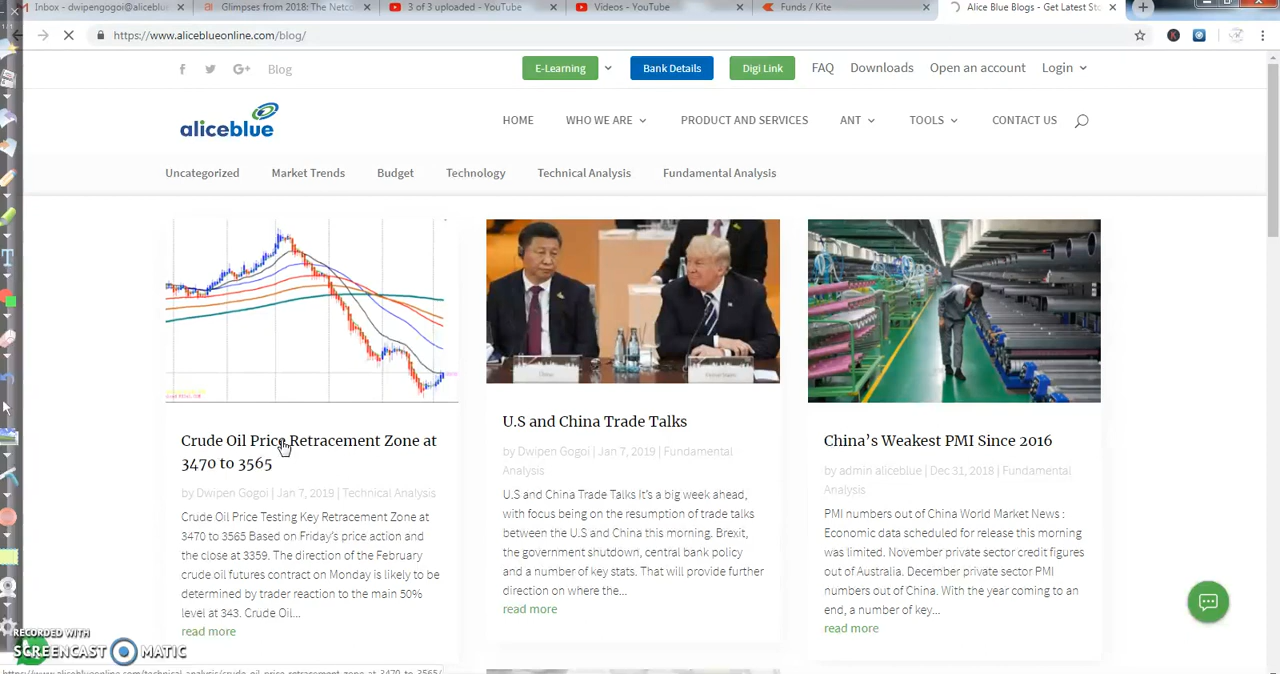 Inbox - dwipengogoi@aliceblue
Glimpses from 2018: The Netco
3 of 3 uploaded - YouTube
Videos - YouTube
Funds / Kite
Alice Blue Blogs - Get Latest Sto
https://www.aliceblueonline.com/blog/
Blog
E-Learning
Bank Details
Digi Link
FAQ
Downloads
Open an account
Login
aliceblue
HOME
WHO WE ARE
PRODUCT AND SERVICES
ANT
TOOLS
CONTACT US
Uncategorized
Market Trends
Budget
Technology
Technical Analysis
Fundamental Analysis
Crude Oil Price Retracement Zone at
3470 to 3565
by Dwipen Gogoi | Jan 7, 2019 | Technical Analysis
Crude Oil Price Testing Key Retracement Zone at
3470 to 3565 Based on Friday's price action and
the close at 3359. The direction of the February
crude oil futures contract on Monday is likely to be
determined by trader reaction to the main 50%
level at 343. Crude Oil...
read more
U.S and China Trade Talks
by Dwipen Gogoi | Jan 7, 2019 | Fundamental
Analysis
U.S and China Trade Talks It's a big week ahead,
with focus being on the resumption of trade talks
between the U.S and China this morning. Brexit,
the government shutdown, central bank policy
and a number of key stats. That will provide further
direction on where the...
read more
China's Weakest PMI Since 2016
by admin aliceblue | Dec 31, 2018 | Fundamental
Analysis
PMI numbers out of China World Market News :
Economic data scheduled for release this morning
was limited. November private sector credit figures
out of Australia. December private sector PMI
numbers out of China. With the year coming to an
end, a number of key...
read more
RECORDED WITH
SCREENCAST MATIC
https://www.aliceblueonline.com/technical-analysis/crude-oil-price-retracement-zone-at-3470-to-3565/